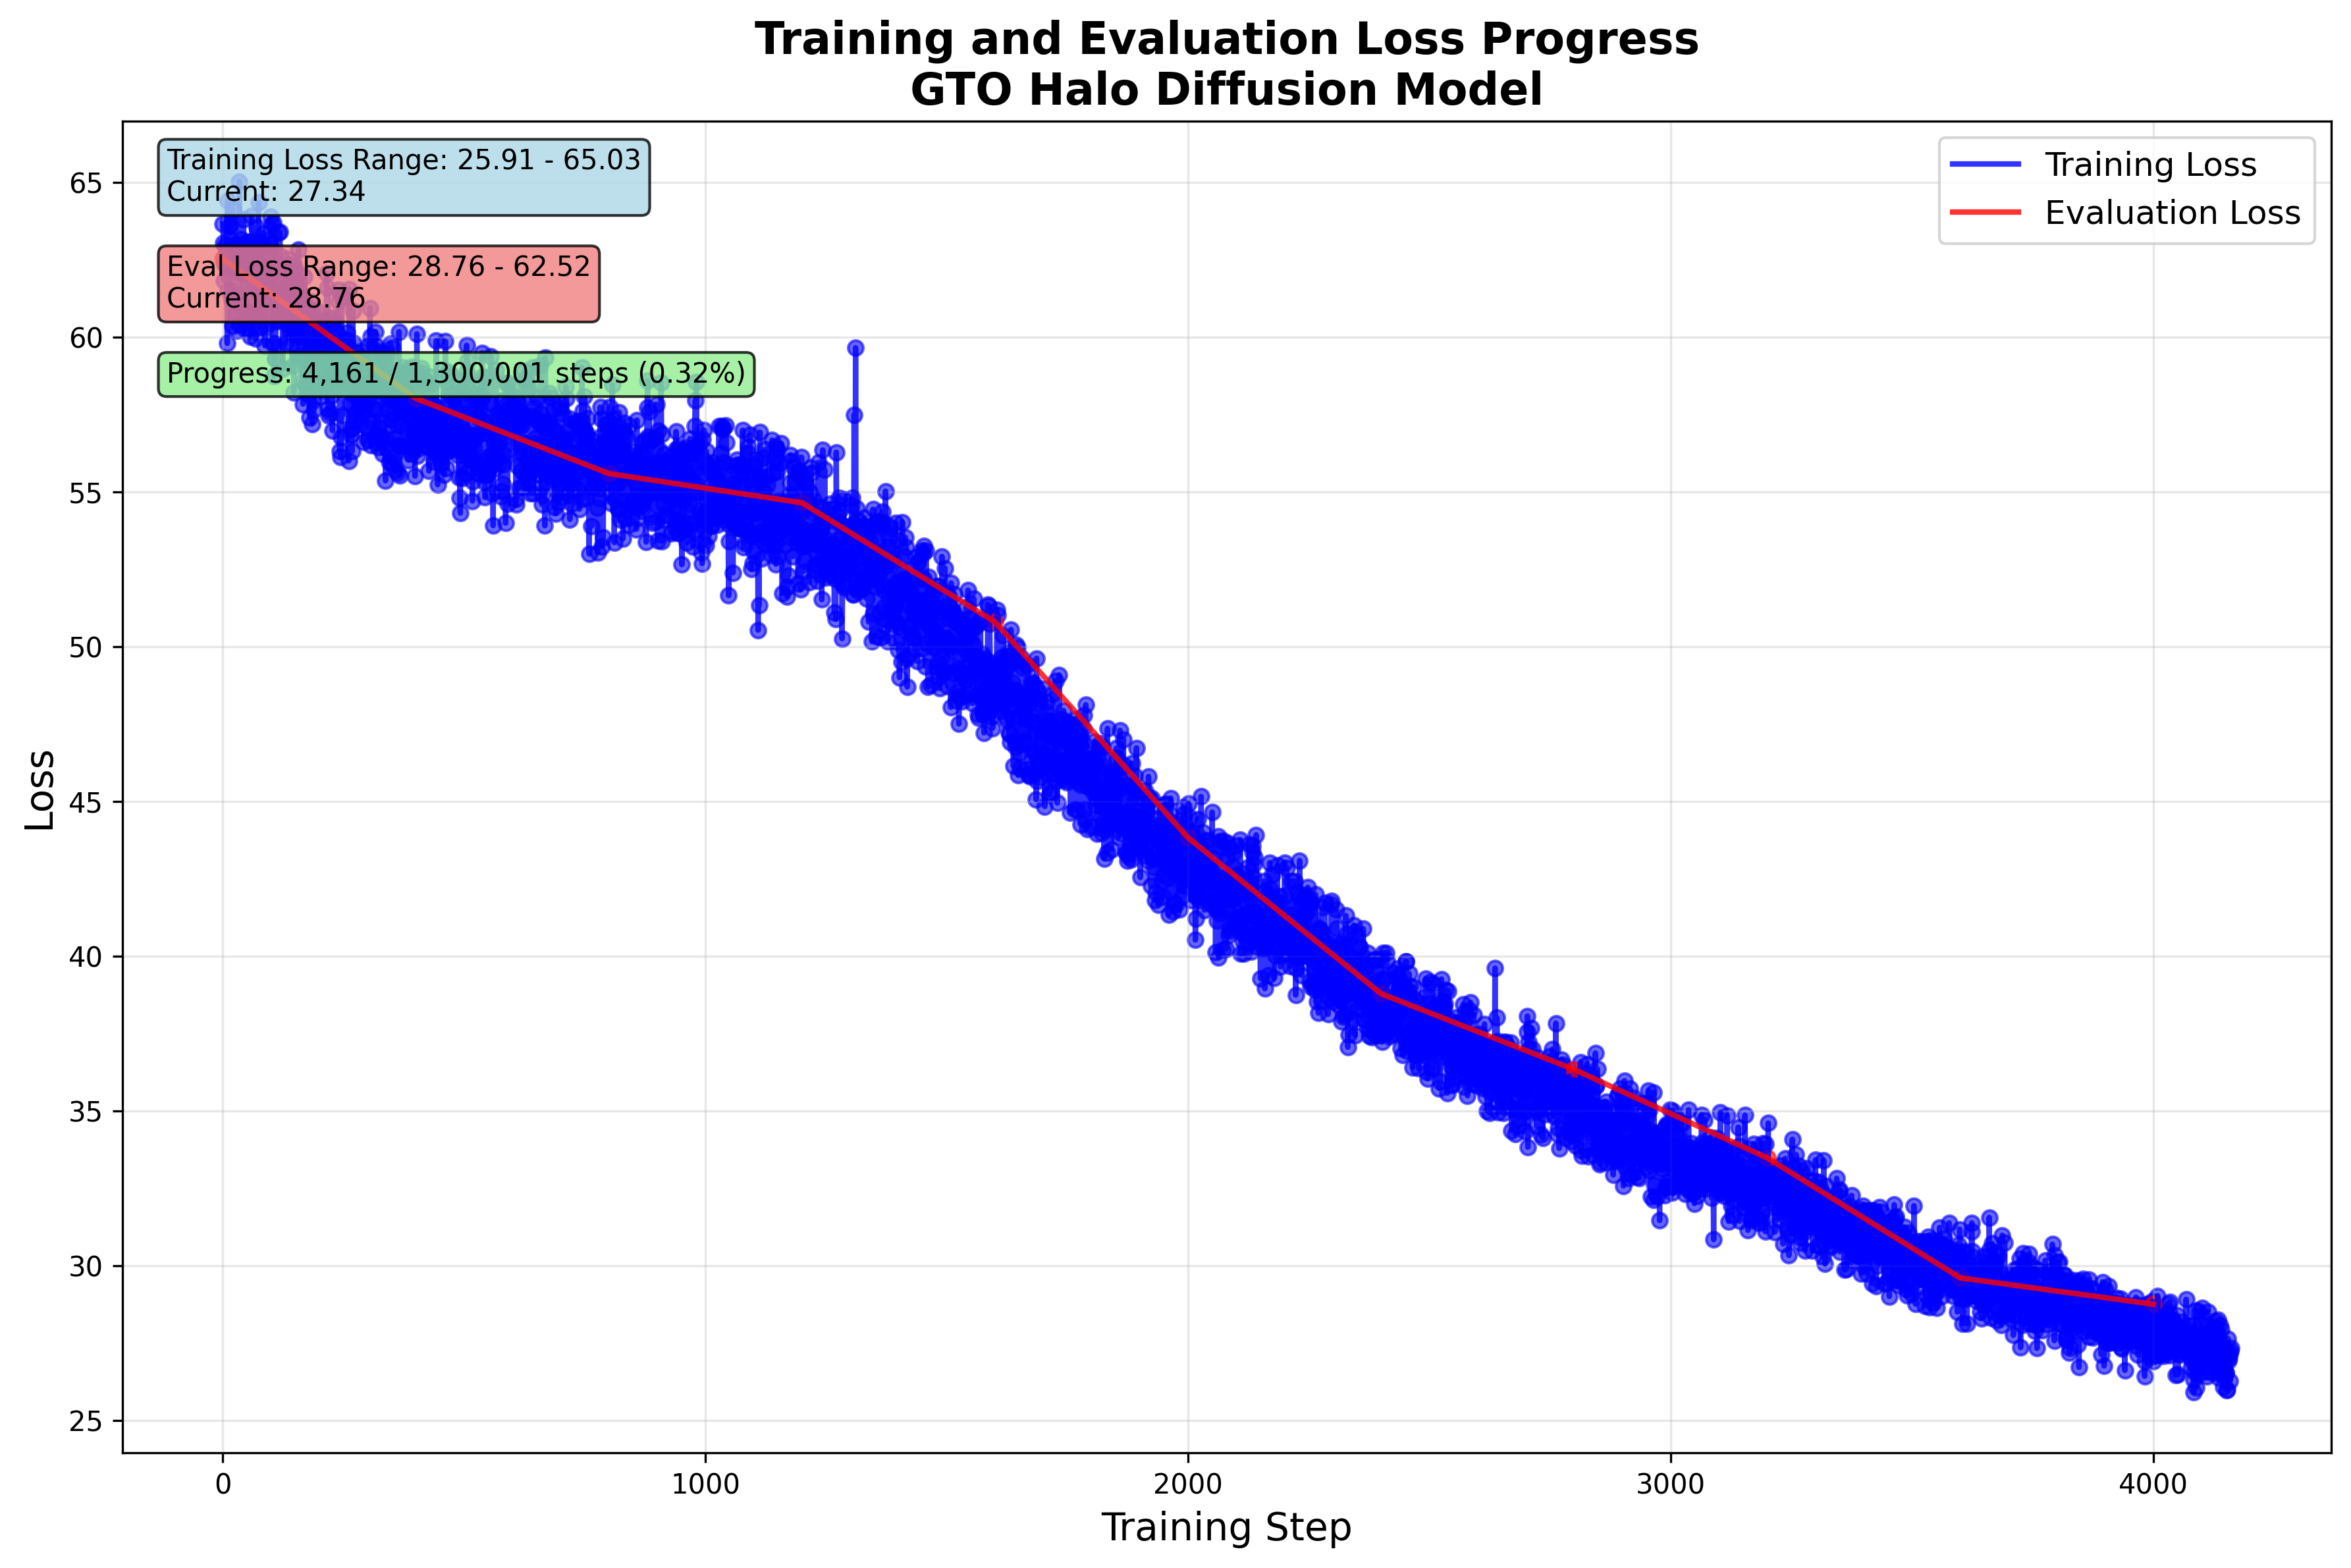 Training and Evaluation Loss Progress
GTO Halo Diffusion Model
Training Loss Range: 25.91 - 65.03
Current: 27.34
Eval Loss Range: 28.76 - 62.52
Current: 28.76
Progress: 4,161 / 1,300,001 steps (0.32%)
Training Loss
Evaluation Loss
Loss
65
60
55
50
45
40
35
30
25
0
1000
2000
3000
4000
Training Step